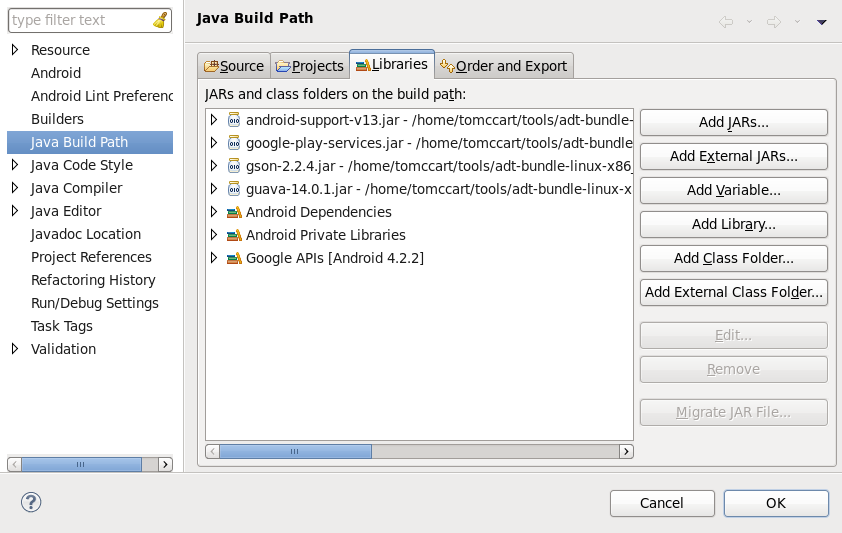 type filter text
Resource
Android
Android Lint Preferenc
Builders
Java Build Path
Java Code Style
Java Compiler
Java Editor
Javadoc Location
Project References
Refactoring History
Run/Debug Settings
Task Tags
Validation
Java Build Path
Source
Projects
Libraries
Order and Export
JARs and class folders on the build path:
android-support-v13.jar - /home/tomccart/tools/adt-bundle-
google-play-services.jar - /home/tomccart/tools/adt-bundle
gson-2.2.4.jar - /home/tomccart/tools/adt-bundle-linux-x86_
guava-14.0.1.jar - /home/tomccart/tools/adt-bundle-linux-x
Android Dependencies
Android Private Libraries
Google APIs [Android 4.2.2]
Add JARs...
Add External JARs...
Add Variable...
Add Library...
Add Class Folder...
Add External Class Folder...
Edit...
Remove
Migrate JAR File...
Cancel
OK